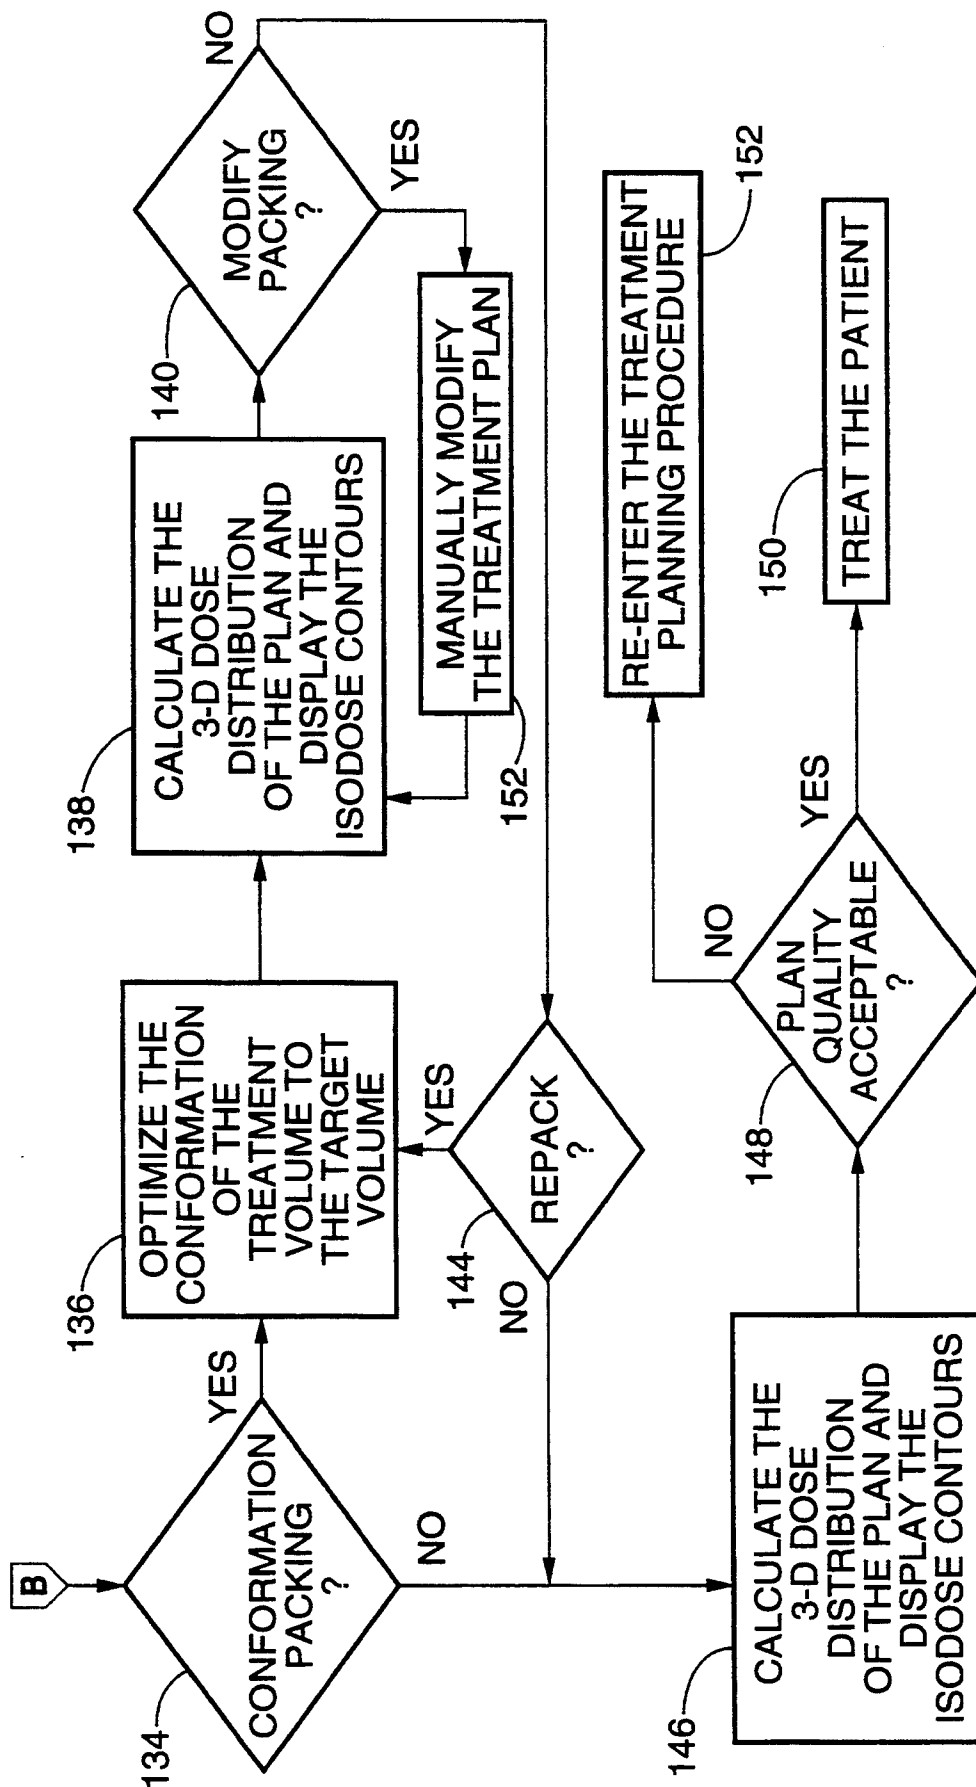 B
134
CONFORMATION
PACKING
?
YES
NO
136
OPTIMIZE THE
CONFORMATION
OF THE
TREATMENT
VOLUME TO
THE TARGET
VOLUME
138
CALCULATE THE
3-D DOSE
DISTRIBUTION
OF THE PLAN AND
DISPLAY THE
ISODOSE CONTOURS
140
MODIFY
PACKING
?
NO
YES
MANUALLY MODIFY
THE TREATMENT PLAN
152
144
REPACK
?
YES
NO
146
CALCULATE THE
3-D DOSE
DISTRIBUTION
OF THE PLAN AND
DISPLAY THE
ISODOSE CONTOURS
148
PLAN
QUALITY
ACCEPTABLE
?
NO
YES
RE-ENTER THE TREATMENT
PLANNING PROCEDURE
152
150
TREAT THE PATIENT